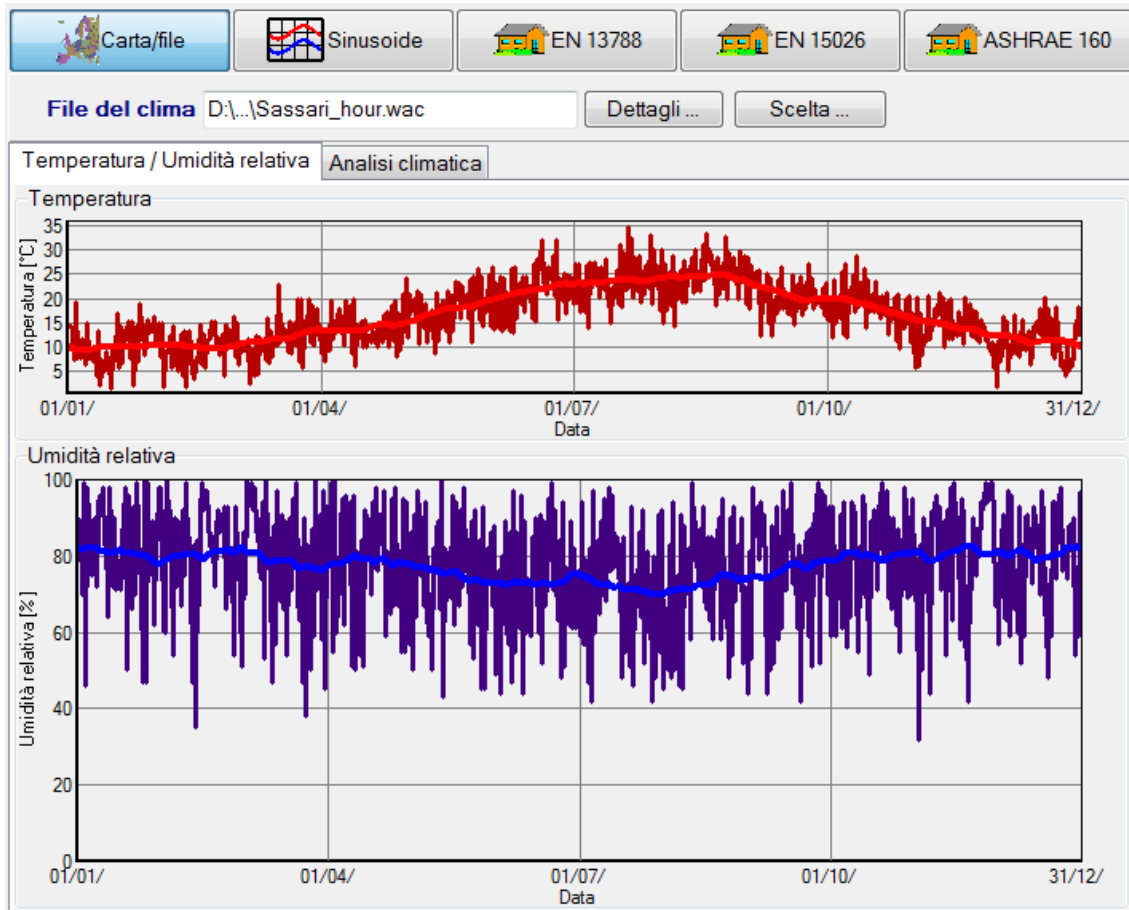 Carta/file Sinusoide EN 13788 EN 15026 ASHRAE 160
File del clima D:\...\Sassari_hour.wac Dettagli ... Scelta ...
Temperatura / Umidità relativa Analisi climatica
Temperatura
Temperatura [°C]
35
30
25
20
15
10
5
01/01/ 01/04/ 01/07/ 01/10/ 31/12/
Data
Umidità relativa
Umidità relativa [%]
100
80
60
40
20
0
01/01/ 01/04/ 01/07/ 01/10/ 31/12/
Data